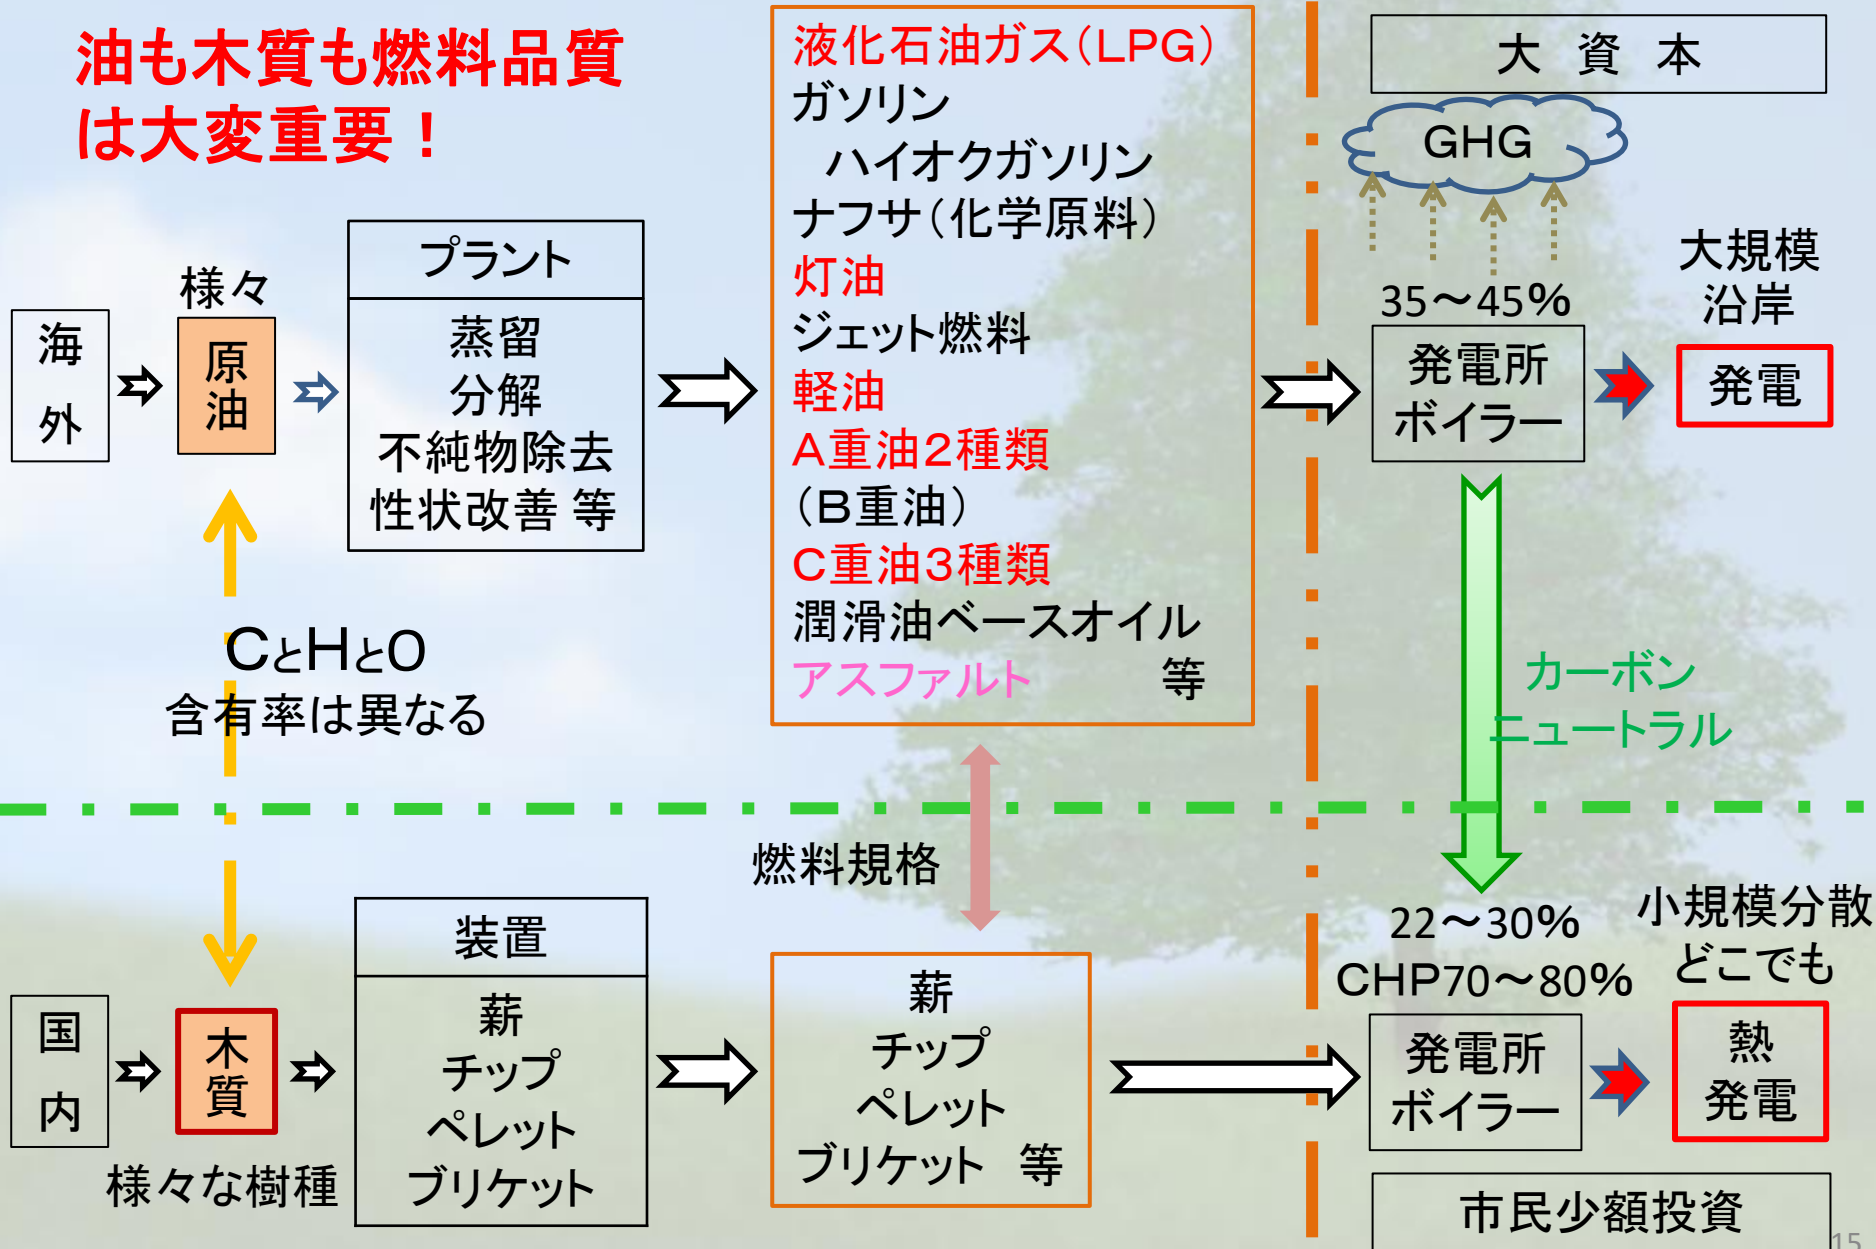 油も木質も燃料品質
は大変重要！
海
外
様々
原
油
プラント
蒸留
分解
不純物除去
性状改善 等
液化石油ガス（LPG）
ガソリン
ハイオクガソリン
ナフサ（化学原料）
灯油
ジェット燃料
軽油
A重油2種類
（B重油）
C重油3種類
潤滑油ベースオイル
アスファルト 等
大 資 本
GHG
35～45%
発電所
ボイラー
大規模
沿岸
発電
CとHとO
含有率は異なる
カーボン
ニュートラル
燃料規格
国
内
木
質
様々な樹種
装置
薪
チップ
ペレット
ブリケット
薪
チップ
ペレット
ブリケット 等
22～30%
CHP70～80%
発電所
ボイラー
小規模分散
どこでも
熱
発電
市民少額投資
15